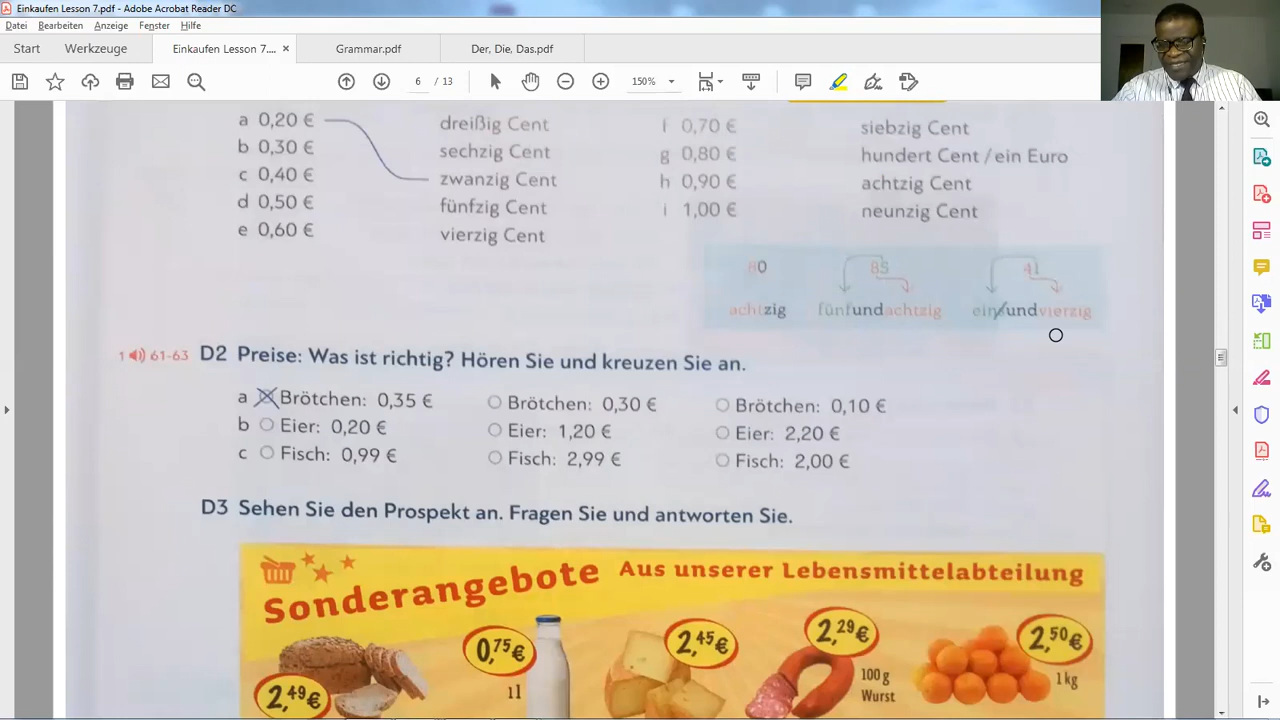 Einkaufen Lesson 7.pdf - Adobe Acrobat Reader DC
Datei Bearbeiten Anzeige Fenster Hilfe
Start Werkzeuge Einkaufen Lesson 7.... × Grammar.pdf Der, Die, Das.pdf
6 / 13 150%
a 0,20 € dreißig Cent f 0,70 € siebzig Cent
b 0,30 € sechzig Cent g 0,80 € hundert Cent / ein Euro
c 0,40 € zwanzig Cent h 0,90 € achtzig Cent
d 0,50 € fünfzig Cent i 1,00 € neunzig Cent
e 0,60 € vierzig Cent
80 85 41
achtzig fünfundachtzig einsundvierzig
1 61-63 D2 Preise: Was ist richtig? Hören Sie und kreuzen Sie an.
a Brötchen: 0,35 € Brötchen: 0,30 € Brötchen: 0,10 €
b Eier: 0,20 € Eier: 1,20 € Eier: 2,20 €
c Fisch: 0,99 € Fisch: 2,99 € Fisch: 2,00 €
D3 Sehen Sie den Prospekt an. Fragen Sie und antworten Sie.
Sonderangebote Aus unserer Lebensmittelabteilung
2,49€ 0,75€ 1 l 2,45€ 2,29€ 100 g Wurst 2,50€ 1 kg